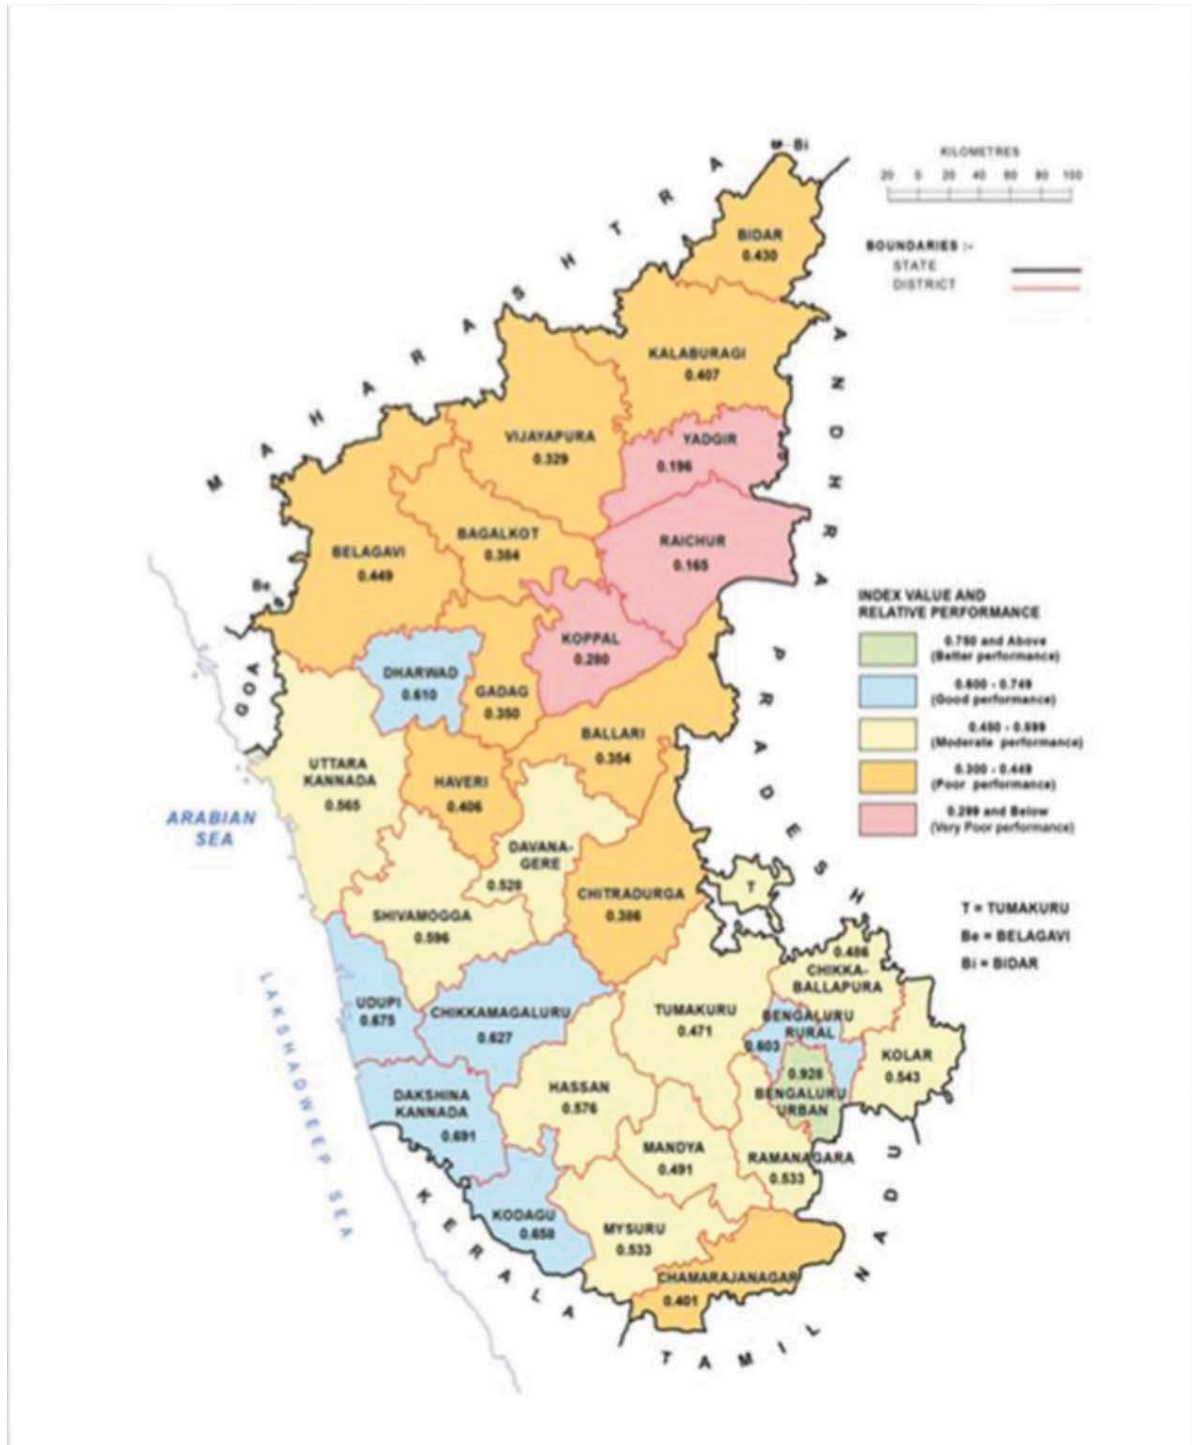 Bi
KILOMETRES
20 0 20 40 60 80 100
BOUNDARIES :-
STATE
DISTRICT
MAHARASHTRA
BIDAR
0.430
KALABURAGI
0.407
YADGIR
0.196
VIJAYAPURA
0.329
RAICHUR
0.165
BAGALKOT
0.384
BELAGAVI
0.449
Be
GOA
ANDHRA
PRADESH
KOPPAL
0.280
DHARWAD
0.610
GADAG
0.350
BALLARI
0.354
UTTARA
KANNADA
0.565
HAVERI
0.406
ARABIAN
SEA
DAVANA-
GERE
0.528
CHITRADURGA
0.386
SHIVAMOGGA
0.596
INDEX VALUE AND
RELATIVE PERFORMANCE
0.750 and Above
(Better performance)
0.600 - 0.749
(Good performance)
0.450 - 0.599
(Moderate performance)
0.300 - 0.449
(Poor performance)
0.299 and Below
(Very Poor performance)
T
T = TUMAKURU
Be = BELAGAVI
Bi = BIDAR
0.486
CHIKKA-
BALLAPURA
UDUPI
0.675
CHIKKAMAGALURU
0.627
TUMAKURU
0.471
BENGALURU
RURAL
0.603
KOLAR
0.543
0.928
BENGALURU
URBAN
LAKSHADWEEP SEA
DAKSHINA
KANNADA
0.691
HASSAN
0.576
MANDYA
0.491
RAMANAGARA
0.533
KODAGU
0.658
MYSURU
0.533
CHAMARAJANAGAR
0.401
KERALA
TAMIL NADU